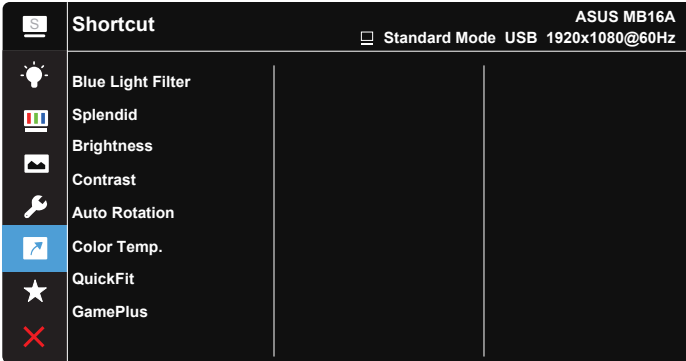 S
Shortcut
ASUS MB16A
Standard Mode USB 1920x1080@60Hz
Blue Light Filter
Splendid
Brightness
Contrast
Auto Rotation
Color Temp.
QuickFit
GamePlus